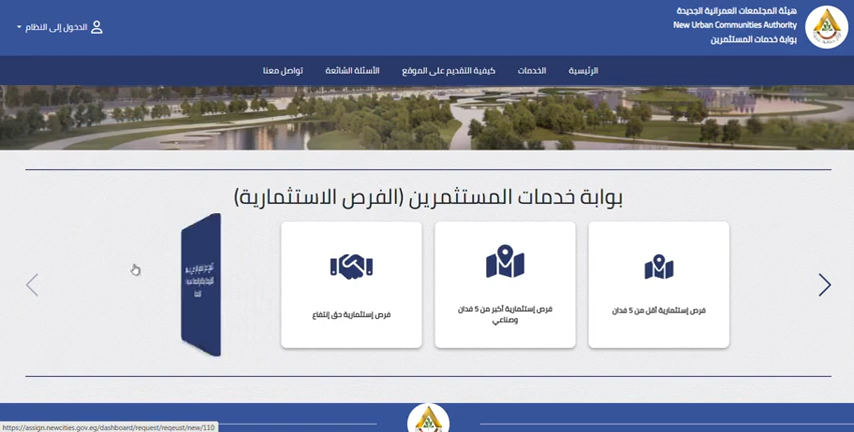 هيئة المجتمعات العمرانية الجديدة
New Urban Communities Authority
بوابة خدمات المستثمرين
الدخول إلى النظام
الرئيسية
الخدمات
كيفية التقديم على الموقع
الأسئلة الشائعة
تواصل معنا
بوابة خدمات المستثمرين (الفرص الاستثمارية)
فرص إستثمارية أقل من 5 فدان
فرص إستثمارية أكبر من 5 فدان
وصناعي
فرص إستثمارية حق إنتفاع
https://assign.newcities.gov.eg/dashboard/request/reqeust/new/110